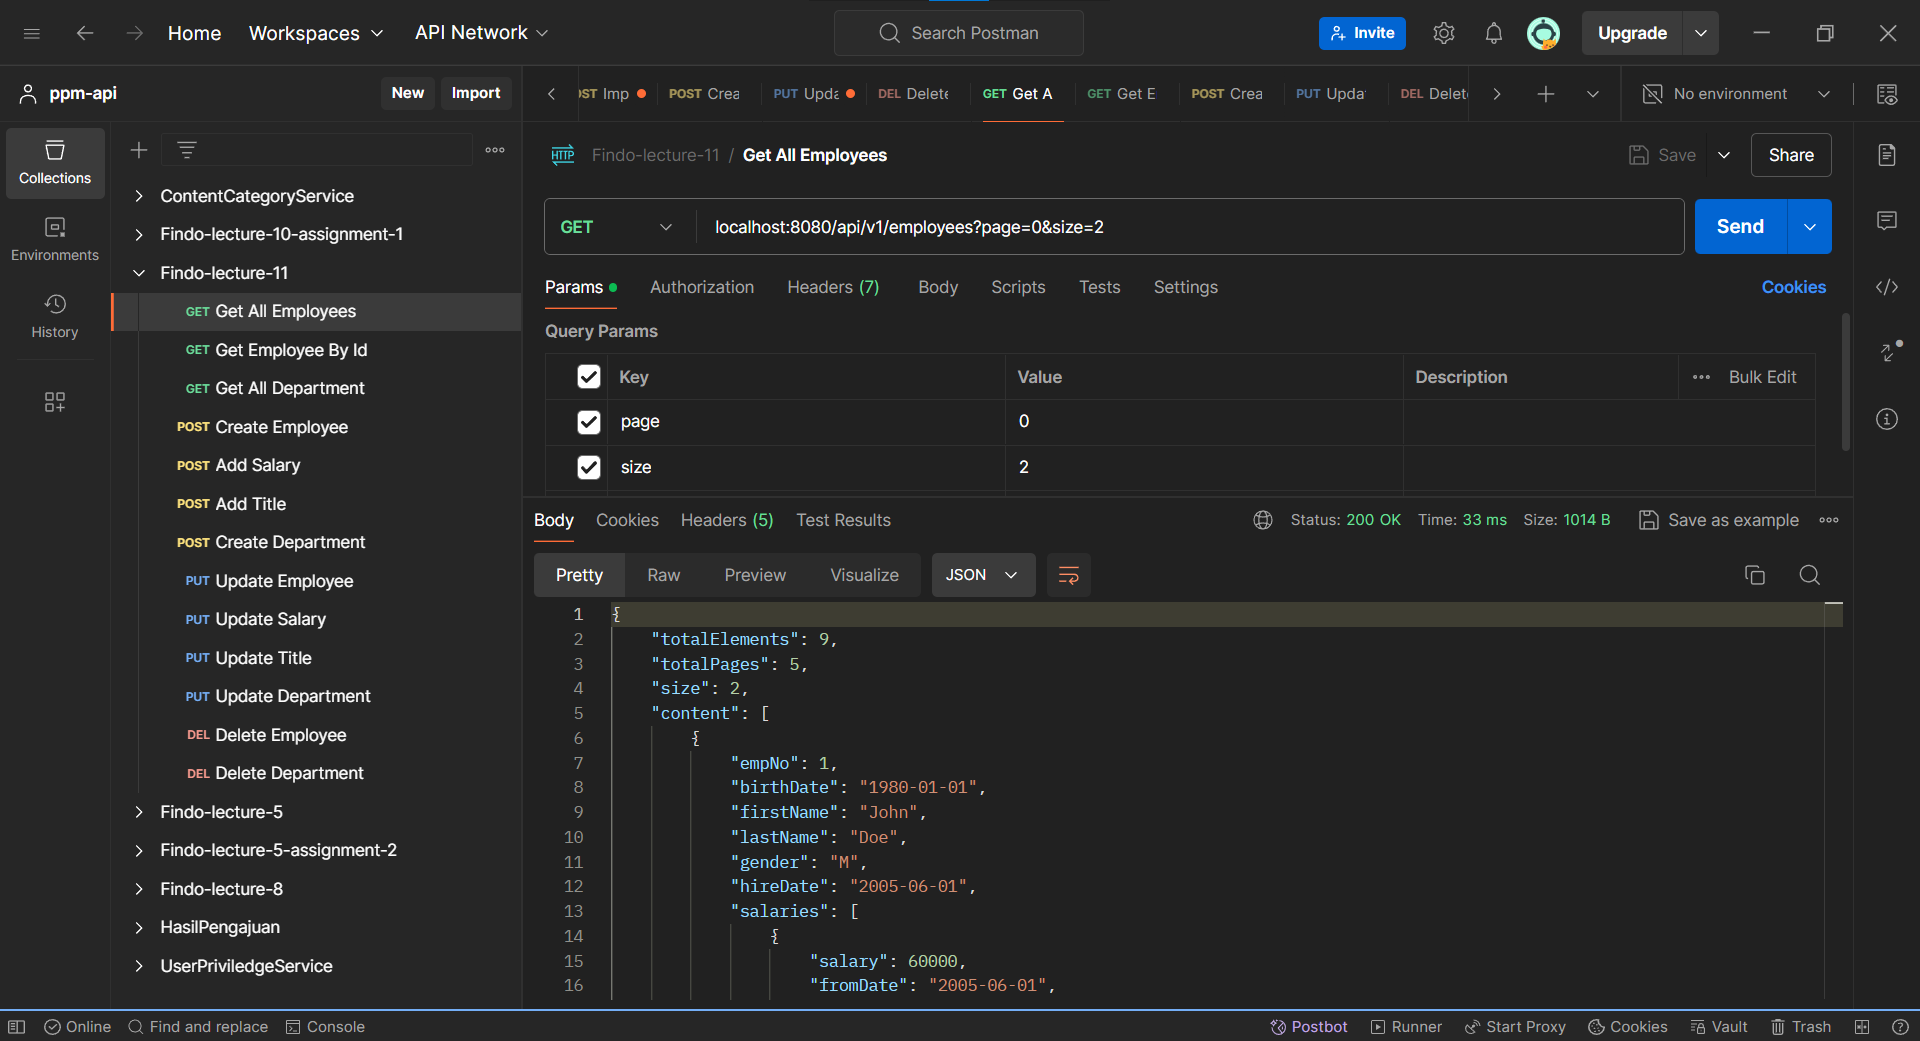 Home Workspaces API Network Search Postman Invite Upgrade
ppm-api New Import
ST Imp POST Crea PUT Upda DEL Delete GET Get A GET Get E POST Crea PUT Upda DEL Delet No environment
Collections
Environments
History
ContentCategoryService
Findo-lecture-10-assignment-1
Findo-lecture-11
GET Get All Employees
GET Get Employee By Id
GET Get All Department
POST Create Employee
POST Add Salary
POST Add Title
POST Create Department
PUT Update Employee
PUT Update Salary
PUT Update Title
PUT Update Department
DEL Delete Employee
DEL Delete Department
Findo-lecture-5
Findo-lecture-5-assignment-2
Findo-lecture-8
HasilPengajuan
UserPriviledgeService
HTTP Findo-lecture-11 / Get All Employees Save Share
GET localhost:8080/api/v1/employees?page=0&size=2 Send
Params Authorization Headers (7) Body Scripts Tests Settings Cookies
Query Params
Key Value Description Bulk Edit
page 0
size 2
Body Cookies Headers (5) Test Results Status: 200 OK Time: 33 ms Size: 1014 B Save as example
Pretty Raw Preview Visualize JSON
1 {
2 "totalElements": 9,
3 "totalPages": 5,
4 "size": 2,
5 "content": [
6 {
7 "empNo": 1,
8 "birthDate": "1980-01-01",
9 "firstName": "John",
10 "lastName": "Doe",
11 "gender": "M",
12 "hireDate": "2005-06-01",
13 "salaries": [
14 {
15 "salary": 60000,
16 "fromDate": "2005-06-01",
Online Find and replace Console Postbot Runner Start Proxy Cookies Vault Trash